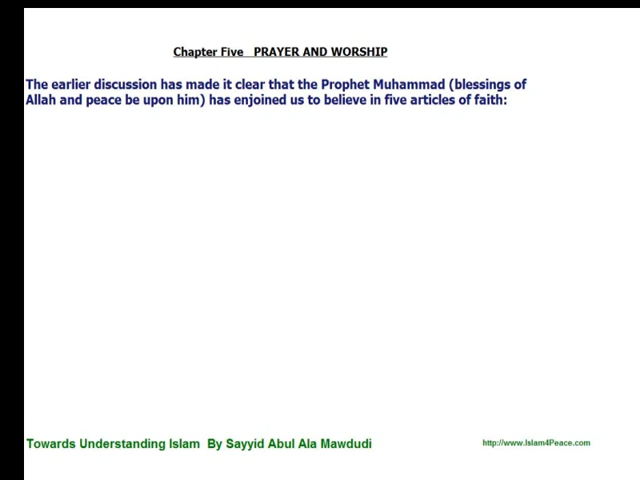 Chapter Five   PRAYER AND WORSHIP
The earlier discussion has made it clear that the Prophet Muhammad (blessings of
Allah and peace be upon him) has enjoined us to believe in five articles of faith:
Towards Understanding Islam  By Sayyid Abul Ala Mawdudi
http://www.Islam4Peace.com